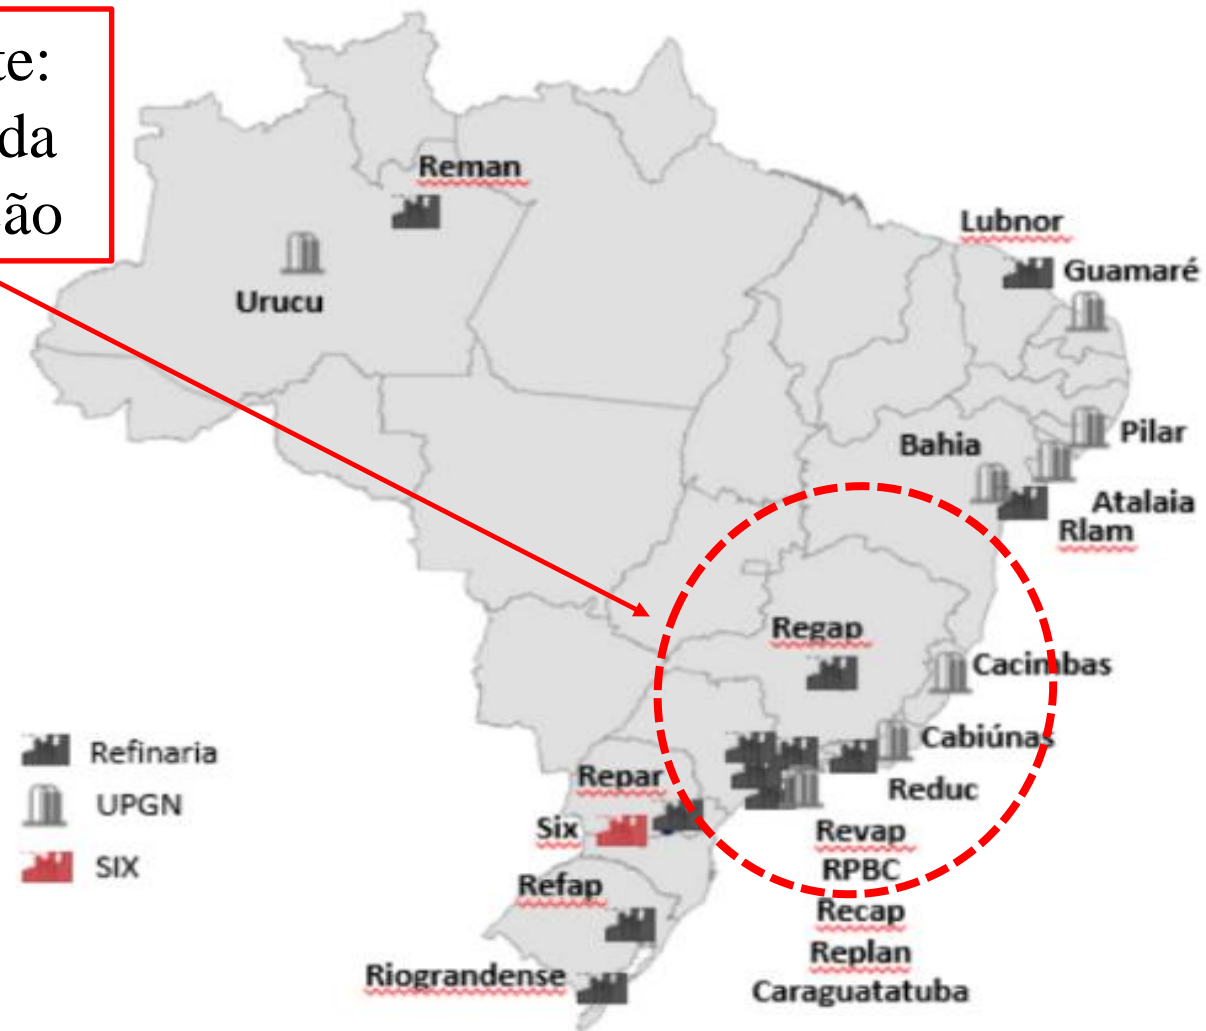 te:
da
ão
Reman
Urucu
Lubnor
Guamaré
Pilar
Bahia
Atalaia
Rlam
Regap
Cacimbas
Cabiúnas
Reduc
Revap
RPBC
Recap
Replan
Caraguatatuba
Repar
Six
Refap
Riograndense
Refinaria
UPGN
SIX